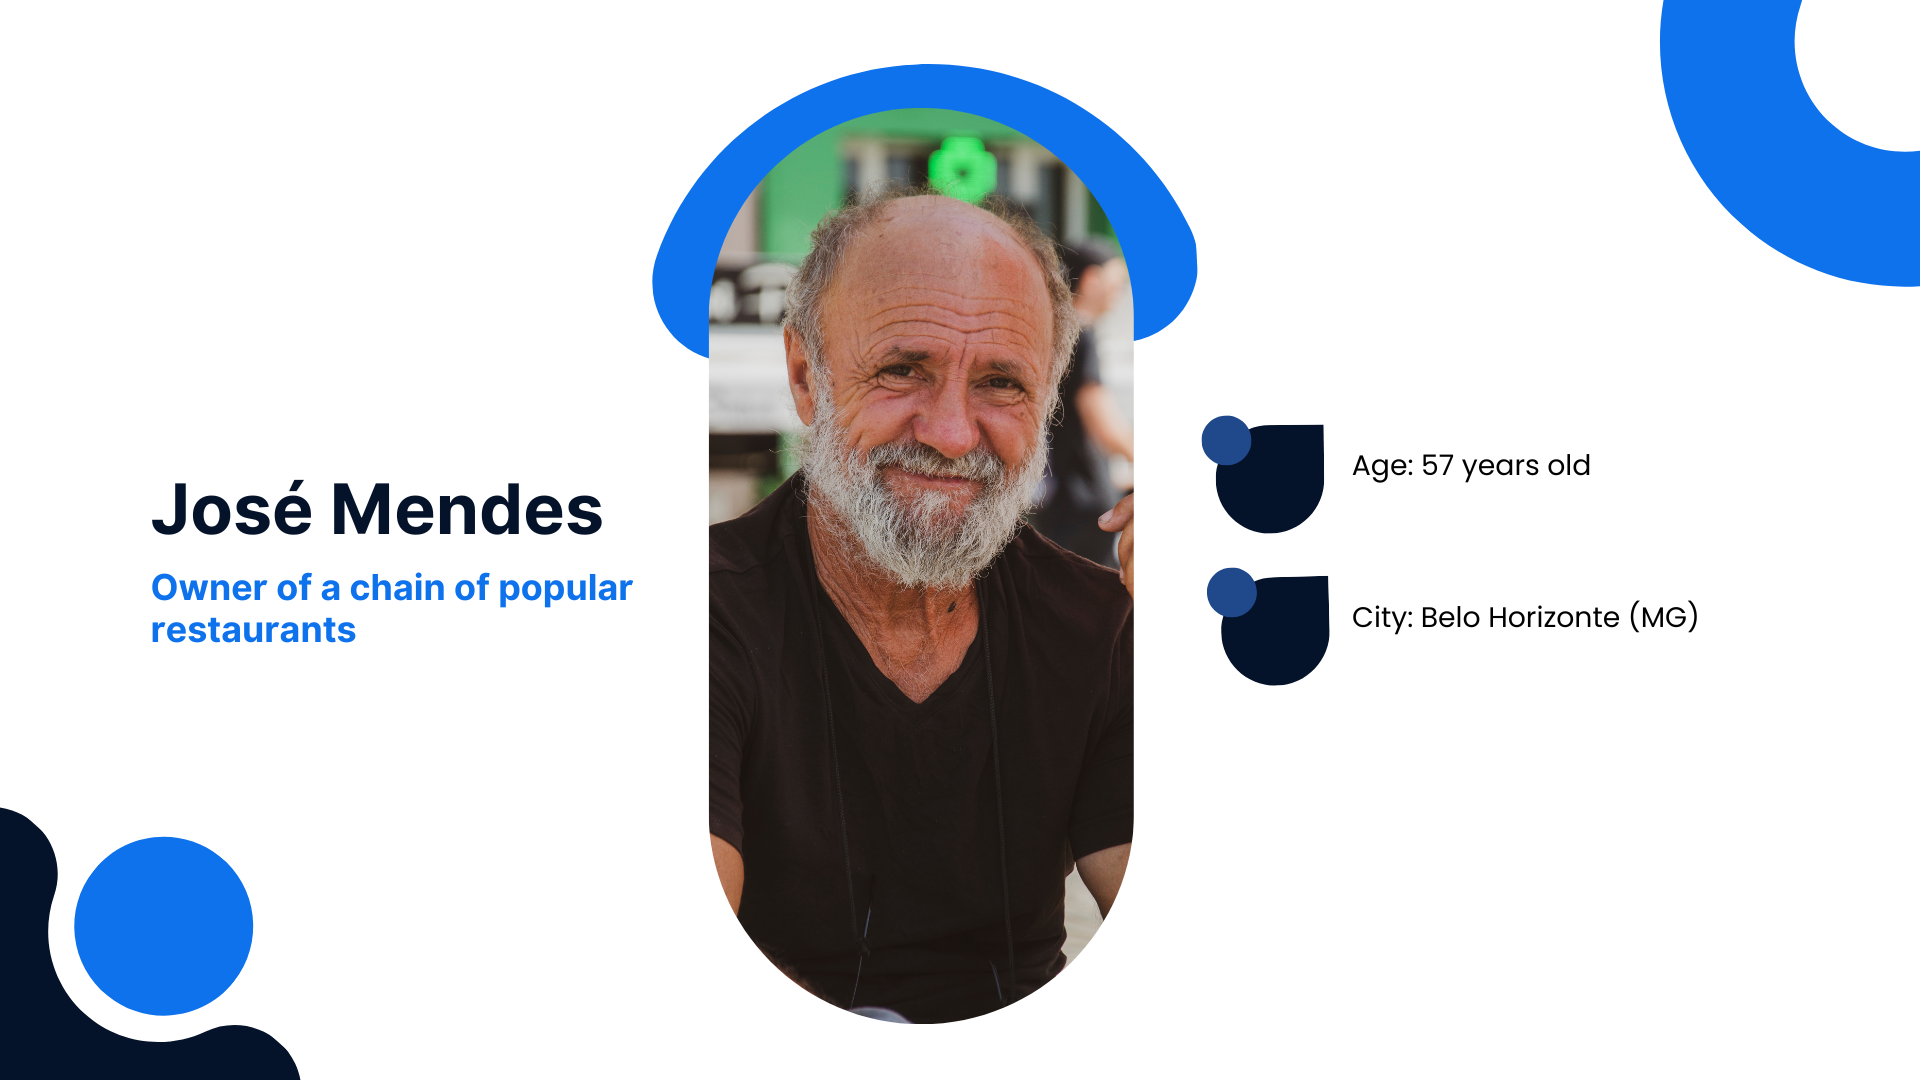 José Mendes
Owner of a chain of popular
restaurants
Age: 57 years old
City: Belo Horizonte (MG)